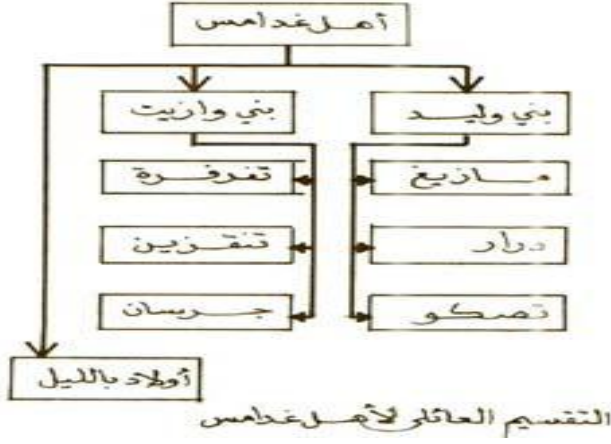 أهل غدامس
بني وليد
بني وازيت
مازيغ
تفرفرة
درار
تنقزين
تصكو
جرسان
أولاد بالليل
التقسيم العائلي لأهل غدامس